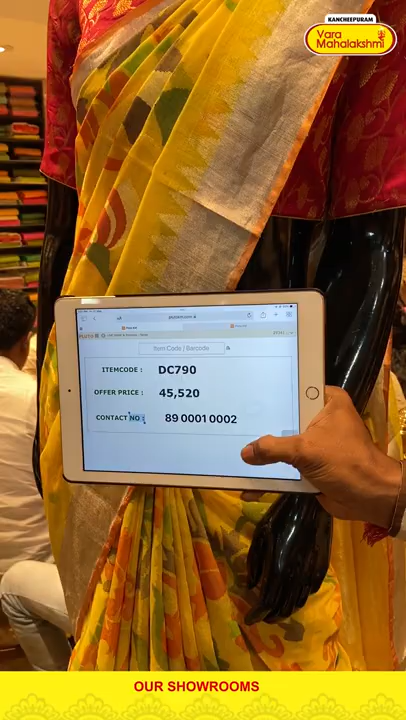 KANCHEEPURAM
Vara
Mahalakshmi
Item Code / Barcode
ITEMCODE : DC790
OFFER PRICE : 45,520
CONTACT NO : 89 0001 0002
OUR SHOWROOMS